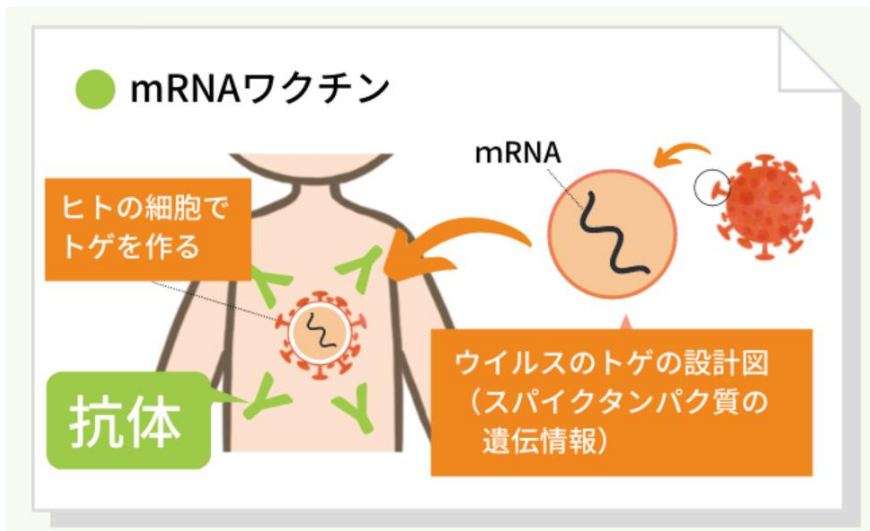 mRNAワクチン
mRNA
ヒトの細胞で
トゲを作る
抗体
ウイルスのトゲの設計図
（スパイクタンパク質の
遺伝情報）